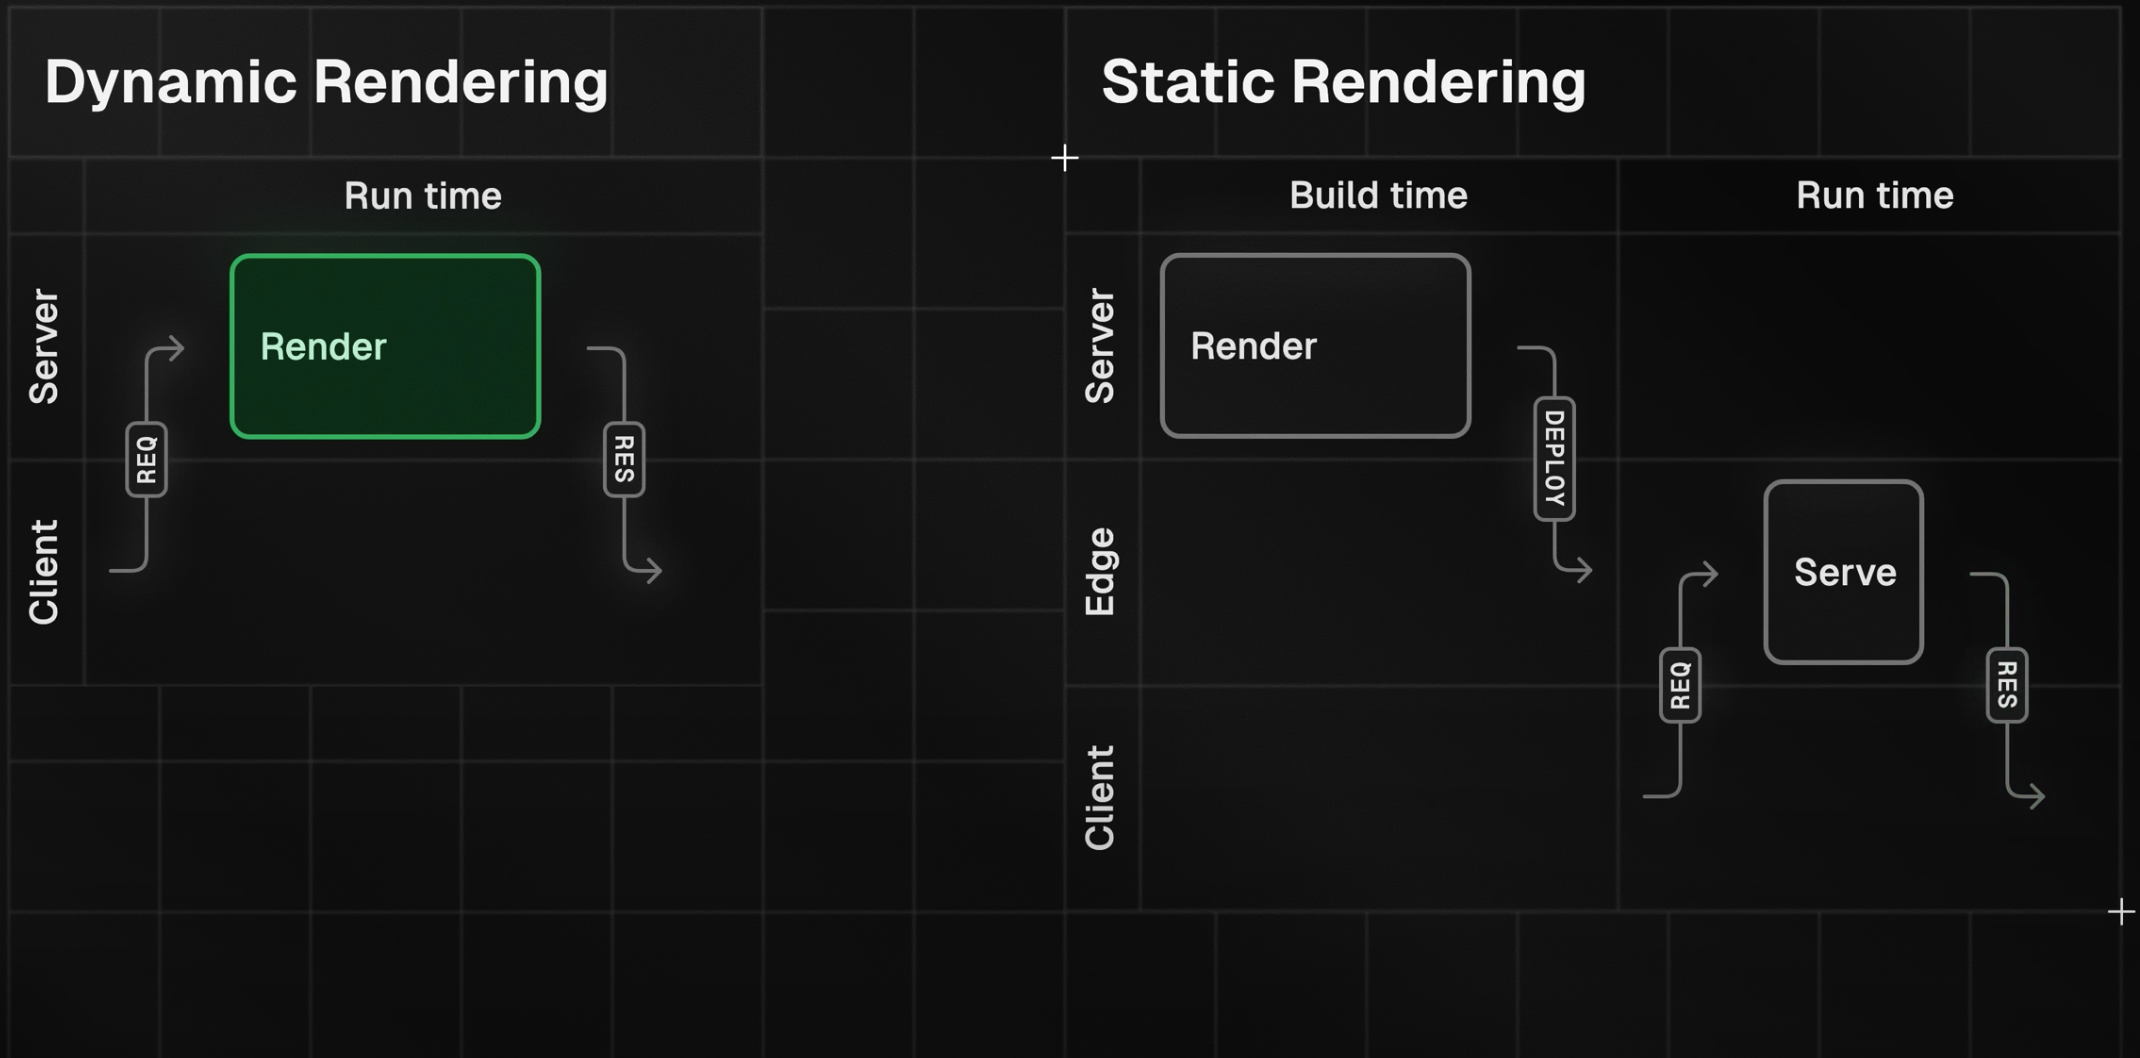 Dynamic Rendering
Run time
Server
Render
REQ
RES
Client
Static Rendering
Build time
Run time
Server
Render
DEPLOY
Edge
Serve
REQ
RES
Client